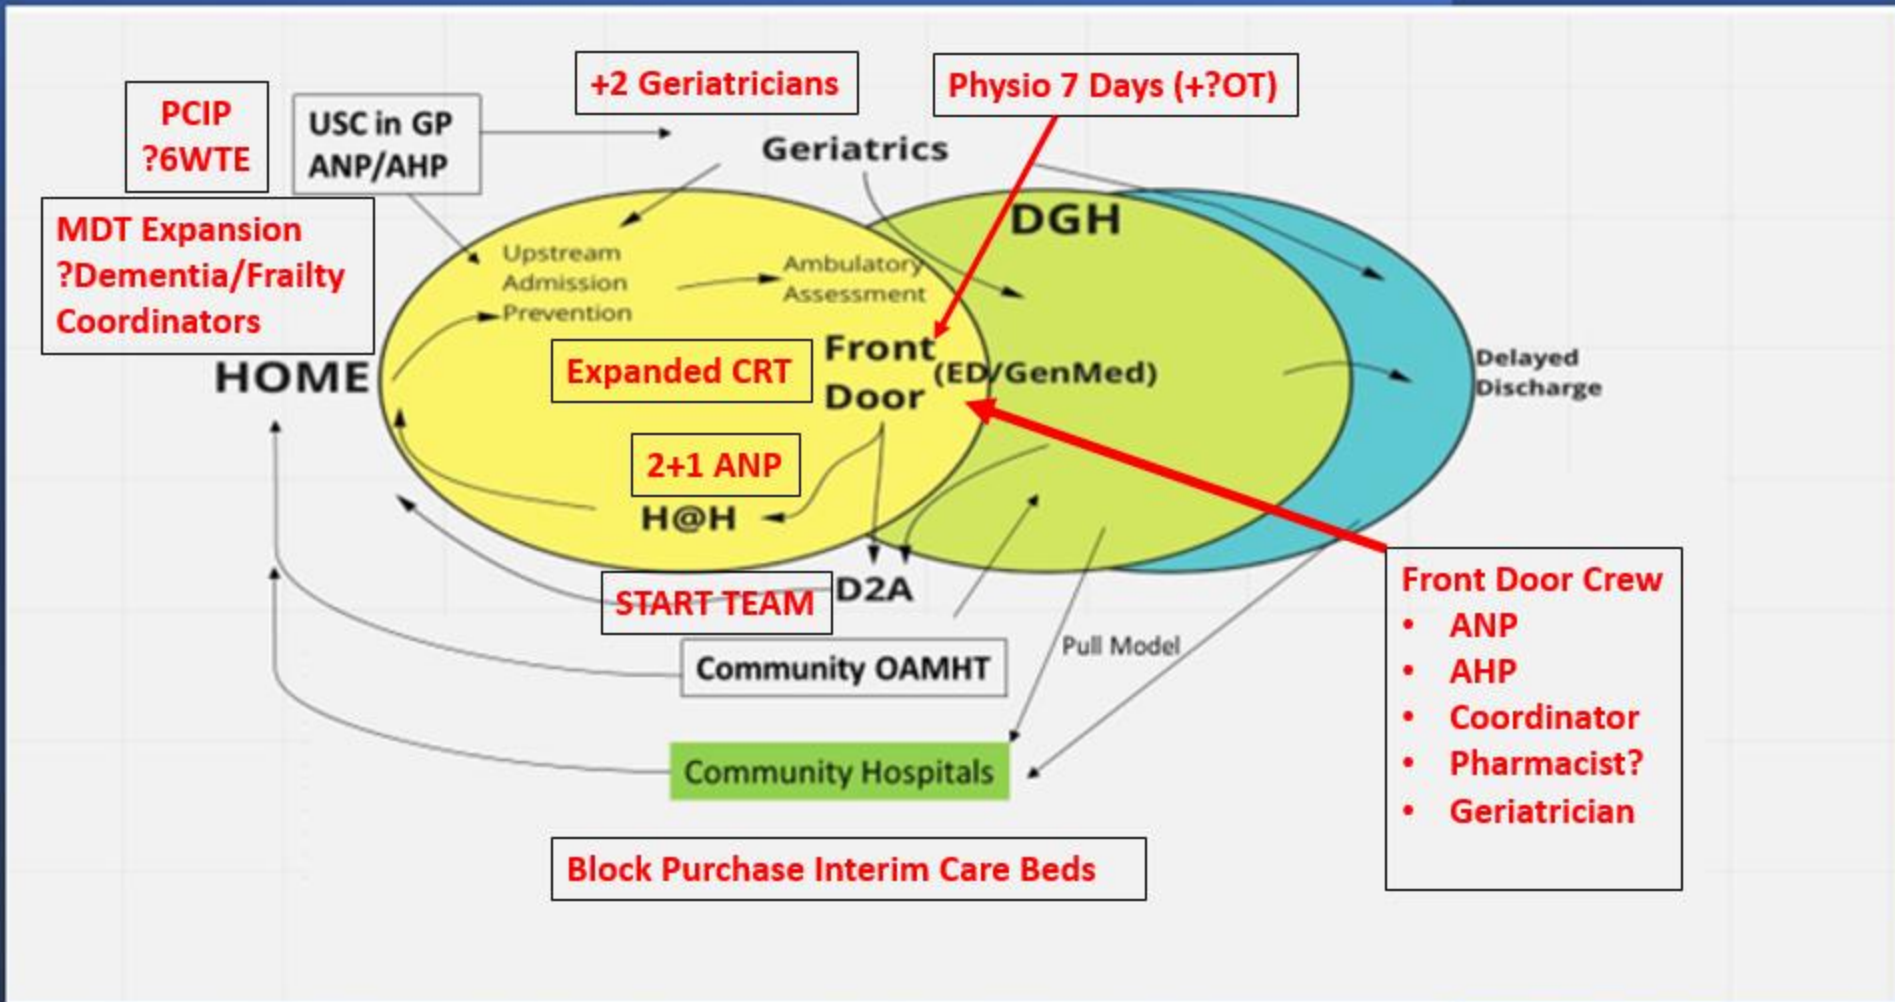 +2 Geriatricians
Physio 7 Days (+?OT)
PCIP
?6WTE
USC in GP
ANP/AHP
Geriatrics
MDT Expansion
?Dementia/Frailty
Coordinators
DGH
Upstream
Admission
Prevention
Ambulatory
Assessment
HOME
Expanded CRT
Front
Door
(ED/GenMed)
Delayed
Discharge
2+1 ANP
H@H
START TEAM
D2A
Community OAMHT
Pull Model
Community Hospitals
Front Door Crew
• ANP
• AHP
• Coordinator
• Pharmacist?
• Geriatrician
Block Purchase Interim Care Beds